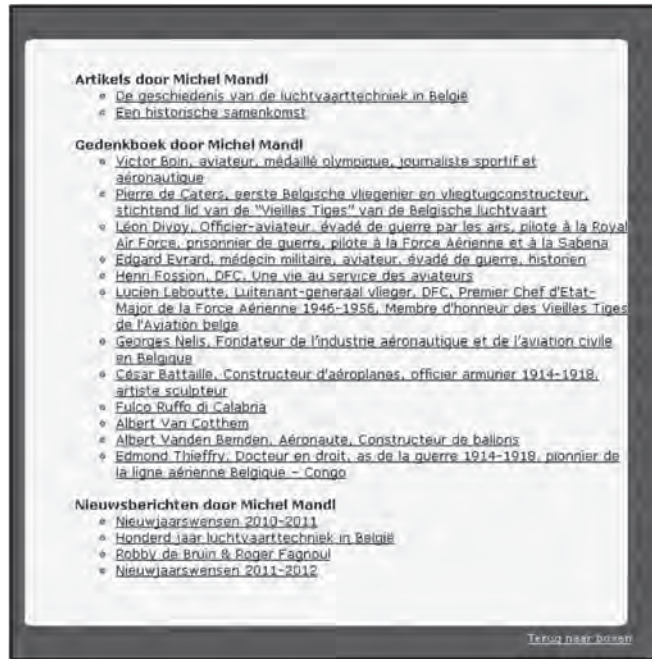 Artikels door Michel Mandl
De geschiedenis van de luchtvaarttechniek in België
Een historische samenkomst
Gedenkboek door Michel Mandl
Victor Boin, aviateur, médaillé olympique, journaliste sportif et
aéronautique
Pierre de Caters, eerste Belgische vliegenier en vliegtuigconstructeur,
stichtend lid van de "Vieilles Tiges" van de Belgische luchtvaart
Léon Divoy, Officier-aviateur, évadé de guerre par les airs, pilote à la Royal
Air Force, prisonnier de guerre, pilote à la Force Aérienne et à la Sabena
Edgard Evrard, médecin militaire, aviateur, évadé de guerre, historien
Henri Fossion, DFC, Une vie au service des aviateurs
Lucien Leboutte, Luitenant-generaal vlieger, DFC, Premier Chef d'Etat-
Major de la Force Aérienne 1946-1956, Membre d'honneur des Vieilles Tiges
de l'Aviation belge
Georges Nelis, Fondateur de l'industrie aéronautique et de l'aviation civile
en Belgique
César Battaille, Constructeur d'aéroplanes, officier armurier 1914-1918,
artiste sculpteur
Fulco Ruffo di Calabria
Albert Van Cotthem
Albert Vanden Bemden, Aéronaute, Constructeur de ballons
Edmond Thieffry, Docteur en droit, as de la guerre 1914-1918, pionnier de
la ligne aérienne Belgique - Congo
Nieuwsberichten door Michel Mandl
Nieuwjaarswensen 2010-2011
Honderd jaar luchtvaarttechniek in België
Robby de Bruin & Roger Fagnoul
Nieuwjaarswensen 2011-2012
Terug naar boven